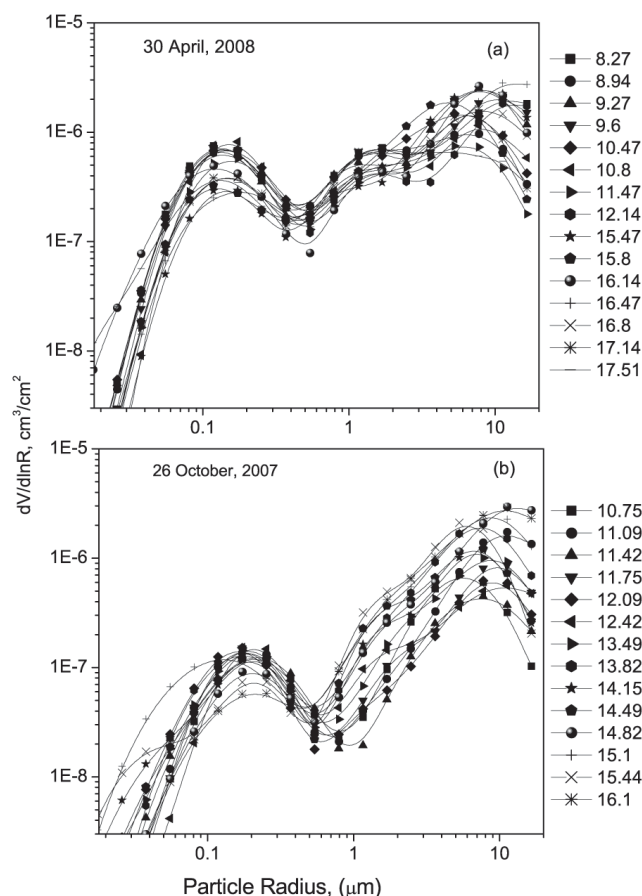 1E-5
30 April, 2008
(a)
1E-6
1E-7
1E-8
0.1
1
10
8.27
8.94
9.27
9.6
10.47
10.8
11.47
12.14
15.47
15.8
16.14
16.47
16.8
17.14
17.51
dV/dlnR, cm³/cm²
1E-5
26 October, 2007
(b)
1E-6
1E-7
1E-8
0.1
1
10
10.75
11.09
11.42
11.75
12.09
12.42
13.49
13.82
14.15
14.49
14.82
15.1
15.44
16.1
Particle Radius, (μm)